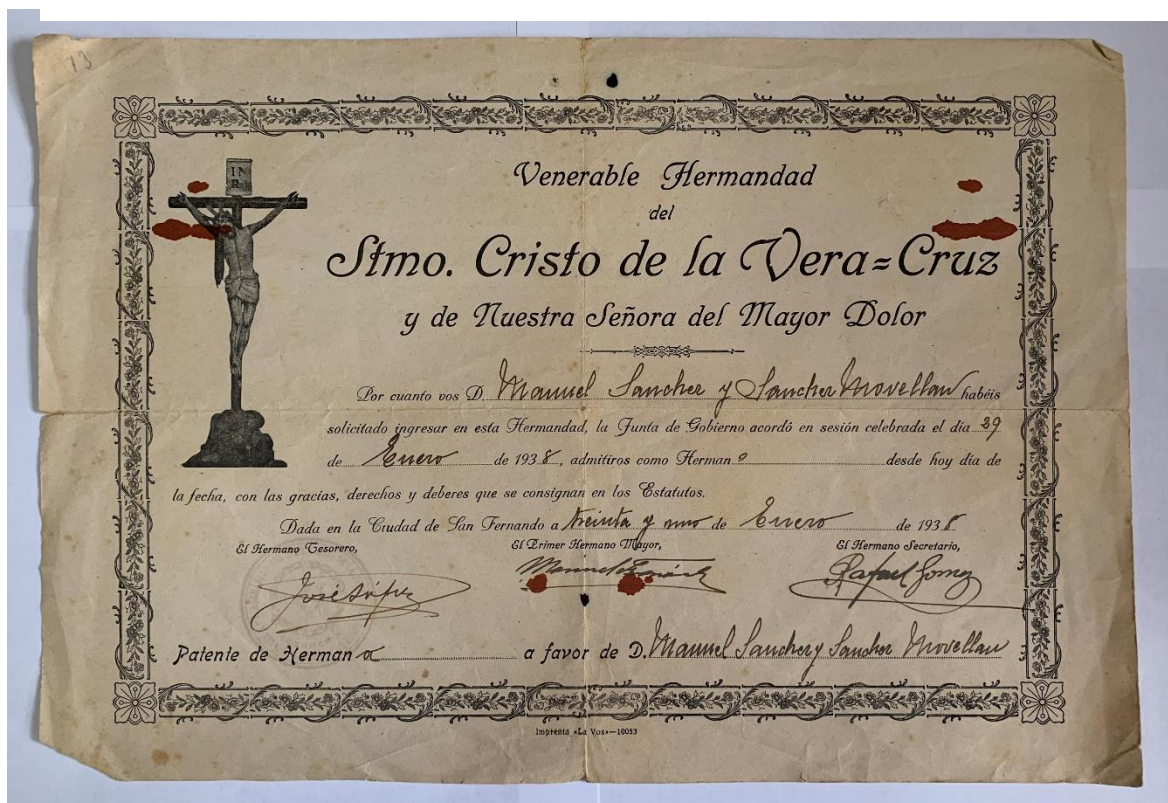 13
IN
R
Venerable Hermandad
del
Stmo. Cristo de la Vera=Cruz
y de Nuestra Señora del Mayor Dolor
Por cuanto vos D. Manuel Sanchez y Sanchez Movellan habéis
solicitado ingresar en esta Hermandad, la Junta de Gobierno acordó en sesión celebrada el día 29
de Enero de 1938, admitiros como Hermano desde hoy día de
la fecha, con las gracias, derechos y deberes que se consignan en los Estatutos.
Dada en la Ciudad de San Fernando a treinta y uno de Enero de 1938
El Hermano Tesorero, El Primer Hermano Mayor, El Hermano Secretario,
José Manuel Rafael Gomez
Patente de Herman a favor de D. Manuel Sanchez y Sanchez Movellan
Imprenta «La Voz»—10053